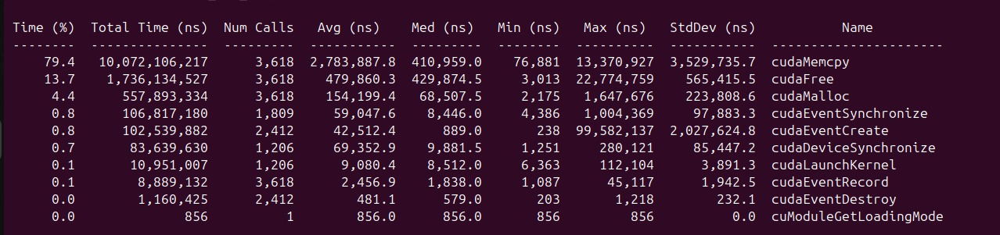 Time (%) Total Time (ns) Num Calls Avg (ns) Med (ns) Min (ns) Max (ns) StdDev (ns) Name
-------- --------------- --------- ----------- --------- -------- ---------- ----------- ----------------------
79.4 10,072,106,217 3,618 2,783,887.8 410,959.0 76,881 13,370,927 3,529,735.7 cudaMemcpy
13.7 1,736,134,527 3,618 479,860.3 429,874.5 3,013 22,774,759 565,415.5 cudaFree
4.4 557,893,334 3,618 154,199.4 68,507.5 2,175 1,647,676 223,808.6 cudaMalloc
0.8 106,817,180 1,809 59,047.6 8,446.0 4,386 1,004,369 97,883.3 cudaEventSynchronize
0.8 102,539,882 2,412 42,512.4 889.0 238 99,582,137 2,027,624.8 cudaEventCreate
0.7 83,639,630 1,206 69,352.9 9,881.5 1,251 280,121 85,447.2 cudaDeviceSynchronize
0.1 10,951,007 1,206 9,080.4 8,512.0 6,363 112,104 3,891.3 cudaLaunchKernel
0.1 8,889,132 3,618 2,456.9 1,838.0 1,087 45,117 1,942.5 cudaEventRecord
0.0 1,160,425 2,412 481.1 579.0 203 1,218 232.1 cudaEventDestroy
0.0 856 1 856.0 856.0 856 856 0.0 cuModuleGetLoadingMode